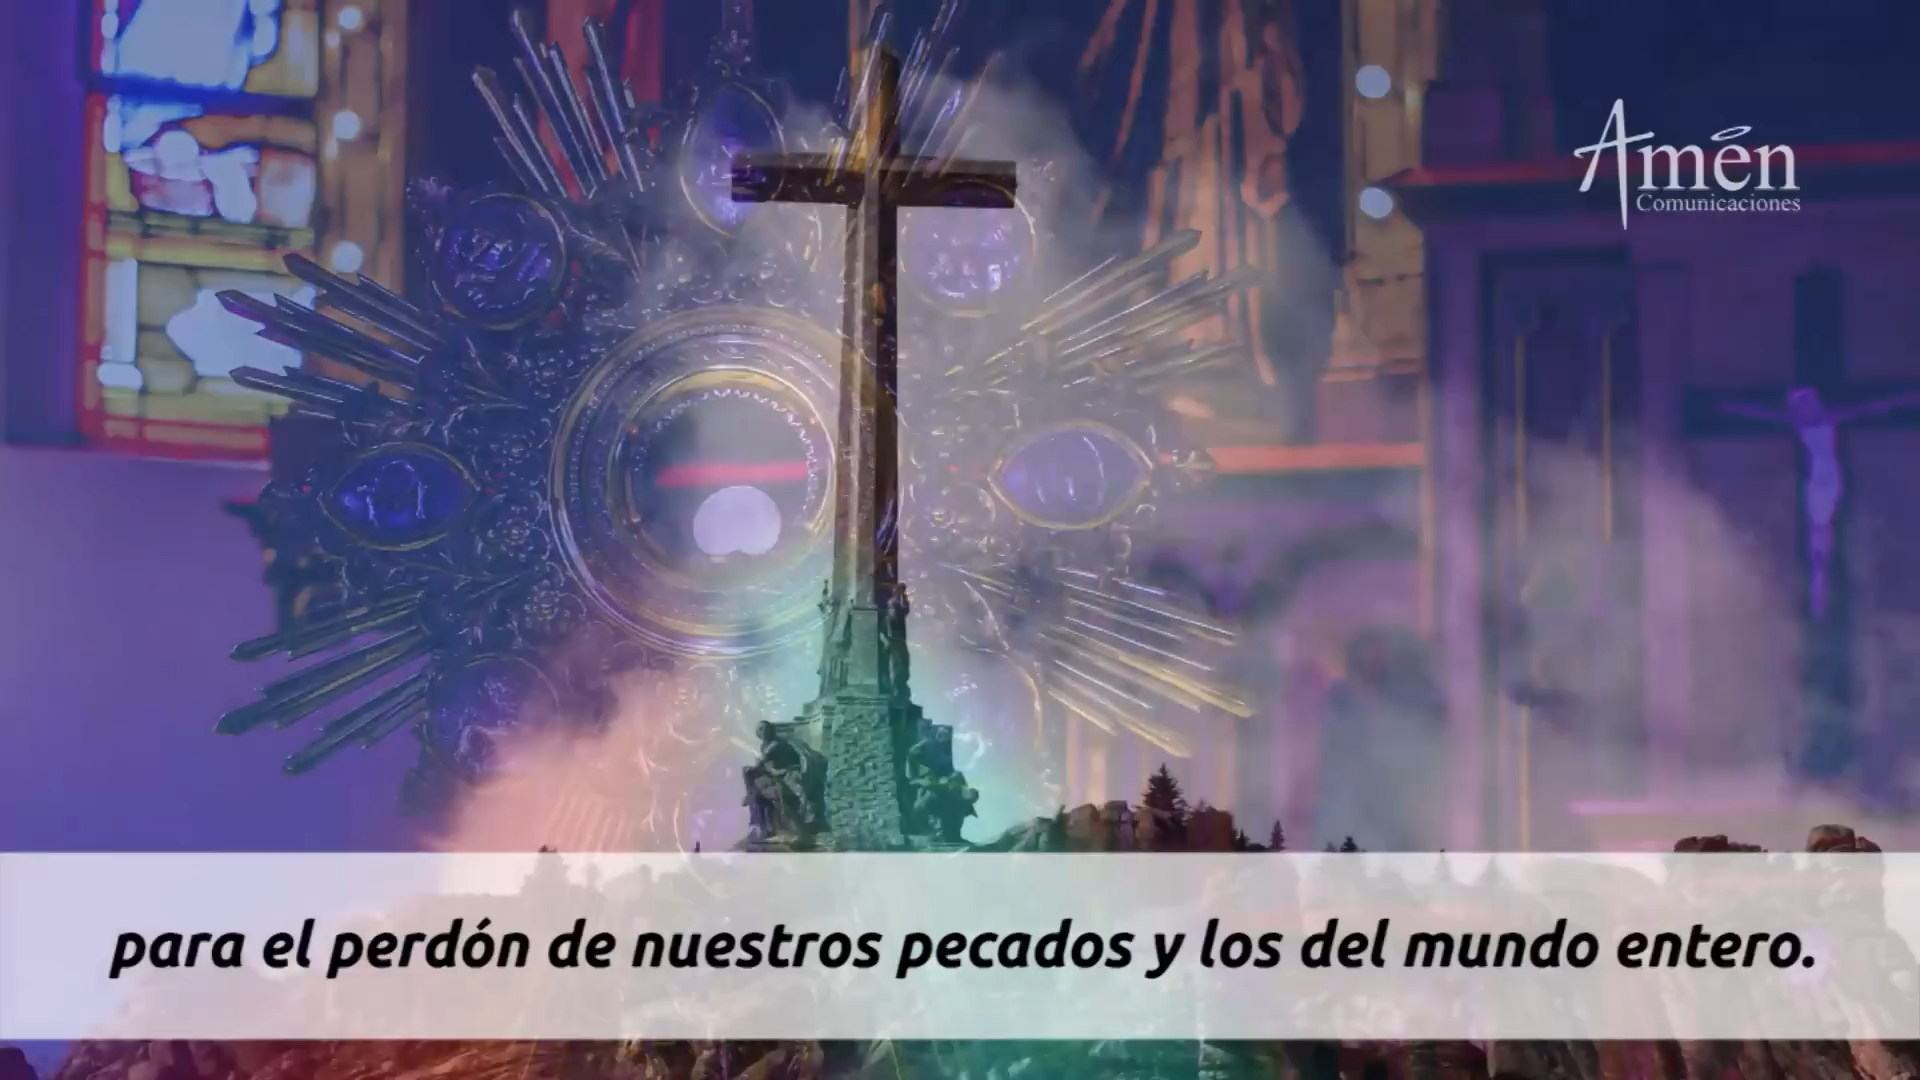 Amén
Comunicaciones
para el perdón de nuestros pecados y los del mundo entero.